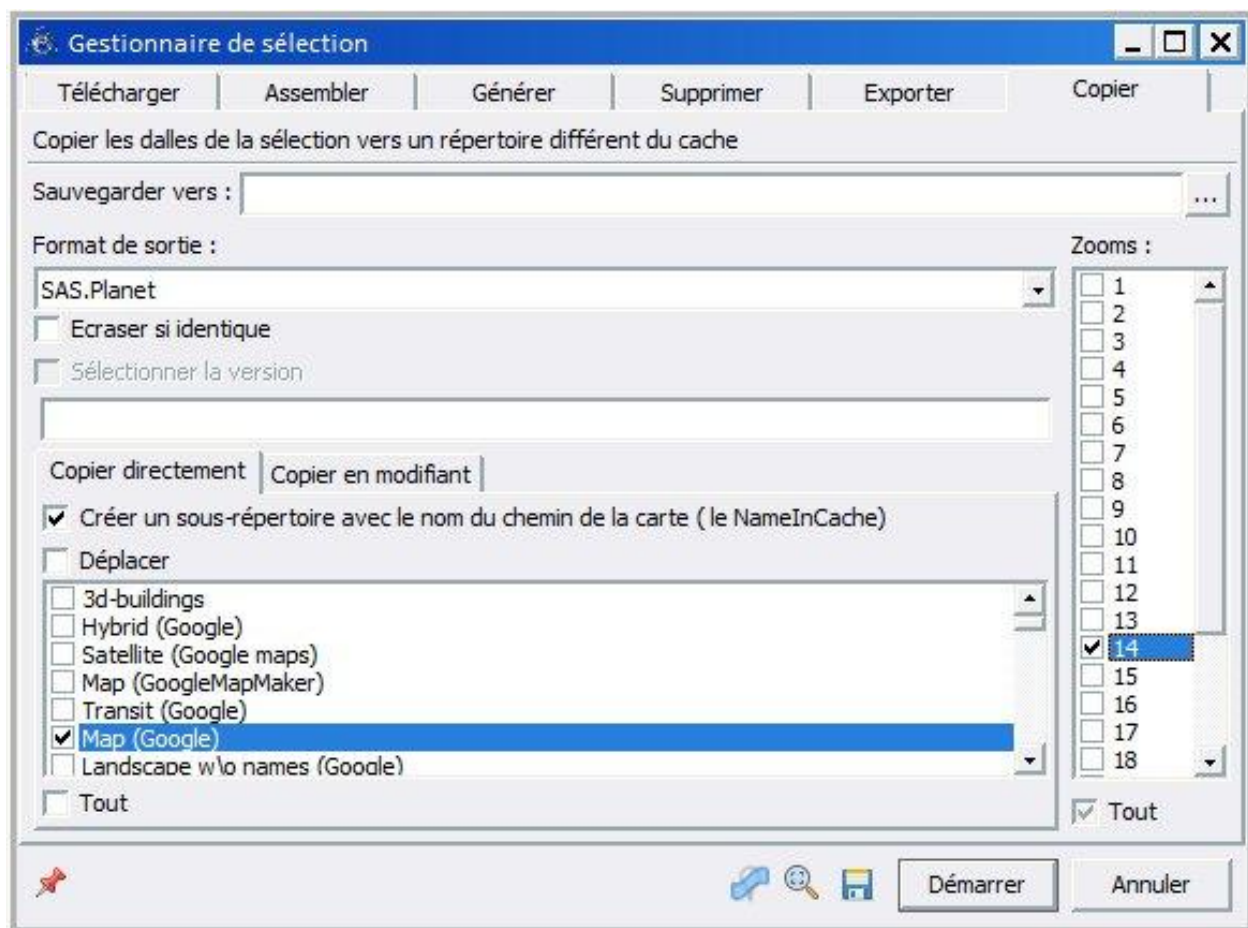 Gestionnaire de sélection
Télécharger Assembler Générer Supprimer Exporter Copier
Copier les dalles de la sélection vers un répertoire différent du cache
Sauvegarder vers : ...
Format de sortie :
SAS.Planet
Ecraser si identique
Sélectionner la version
Copier directement Copier en modifiant
Créer un sous-répertoire avec le nom du chemin de la carte ( le NameInCache)
Déplacer
3d-buildings
Hybrid (Google)
Satellite (Google maps)
Map (GoogleMapMaker)
Transit (Google)
Map (Google)
Landscape w\o names (Google)
Tout
Zooms :
1
2
3
4
5
6
7
8
9
10
11
12
13
14
15
16
17
18
Tout
Démarrer Annuler